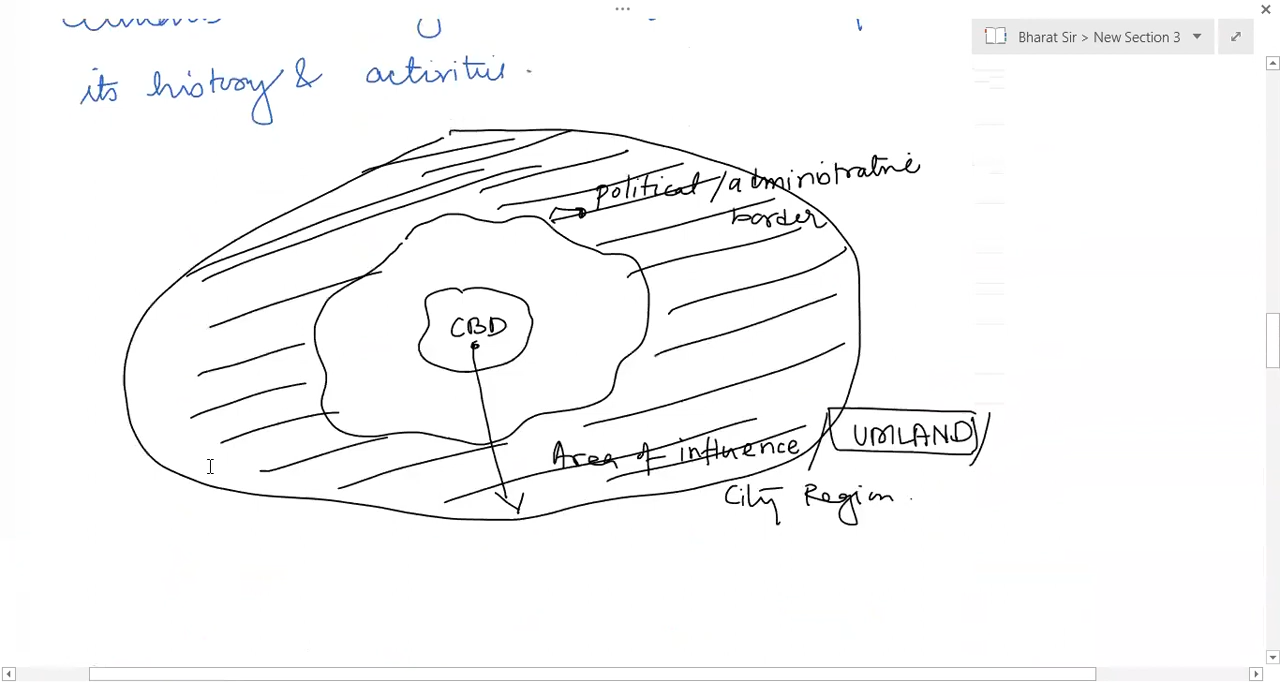 Bharat Sir > New Section 3
its history & activities.
political/administrative
border
CBD
Area of influence / UMLAND /
City Region.